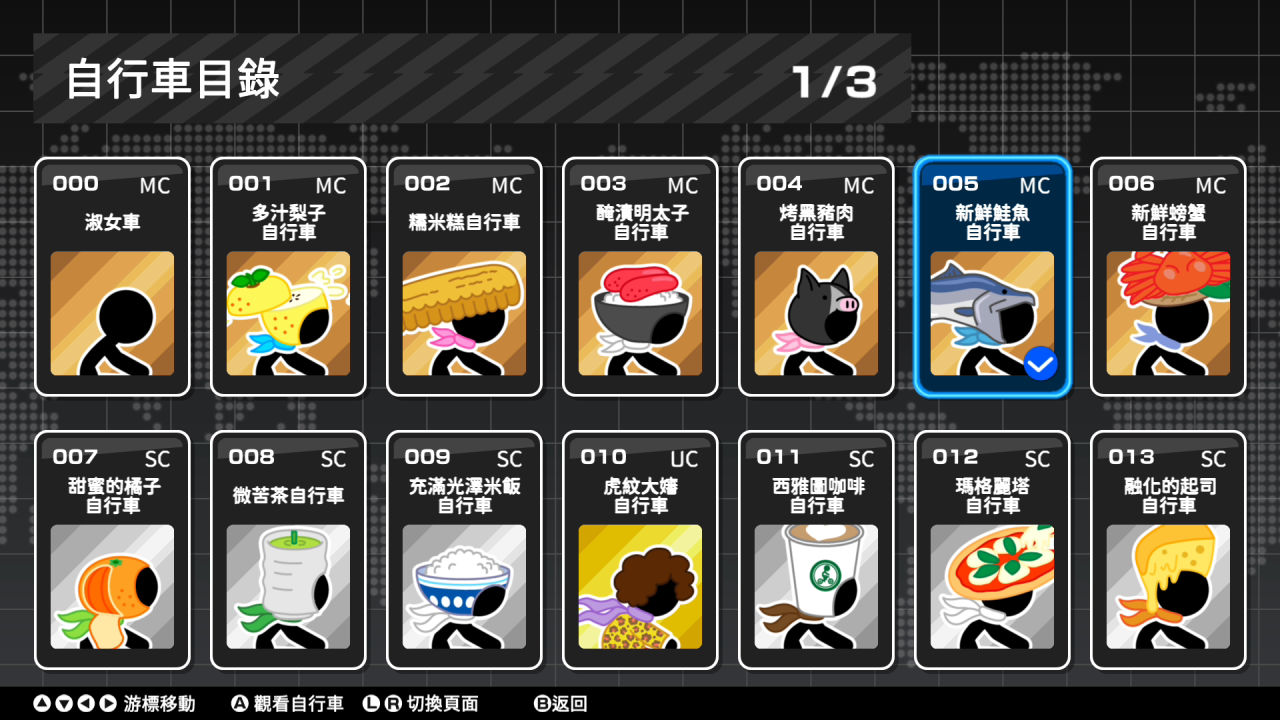 自行車目錄
1/3
000 MC
淑女車
001 MC
多汁梨子
自行車
002 MC
糯米糕自行車
003 MC
醃漬明太子
自行車
004 MC
烤黑豬肉
自行車
005 MC
新鮮鮭魚
自行車
006 MC
新鮮螃蟹
自行車
007 SC
甜蜜的橘子
自行車
008 SC
微苦茶自行車
009 SC
充滿光澤米飯
自行車
010 UC
虎紋大嬸
自行車
011 SC
西雅圖咖啡
自行車
012 SC
瑪格麗塔
自行車
013 SC
融化的起司
自行車
游標移動 A 觀看自行車 L R 切換頁面 B 返回